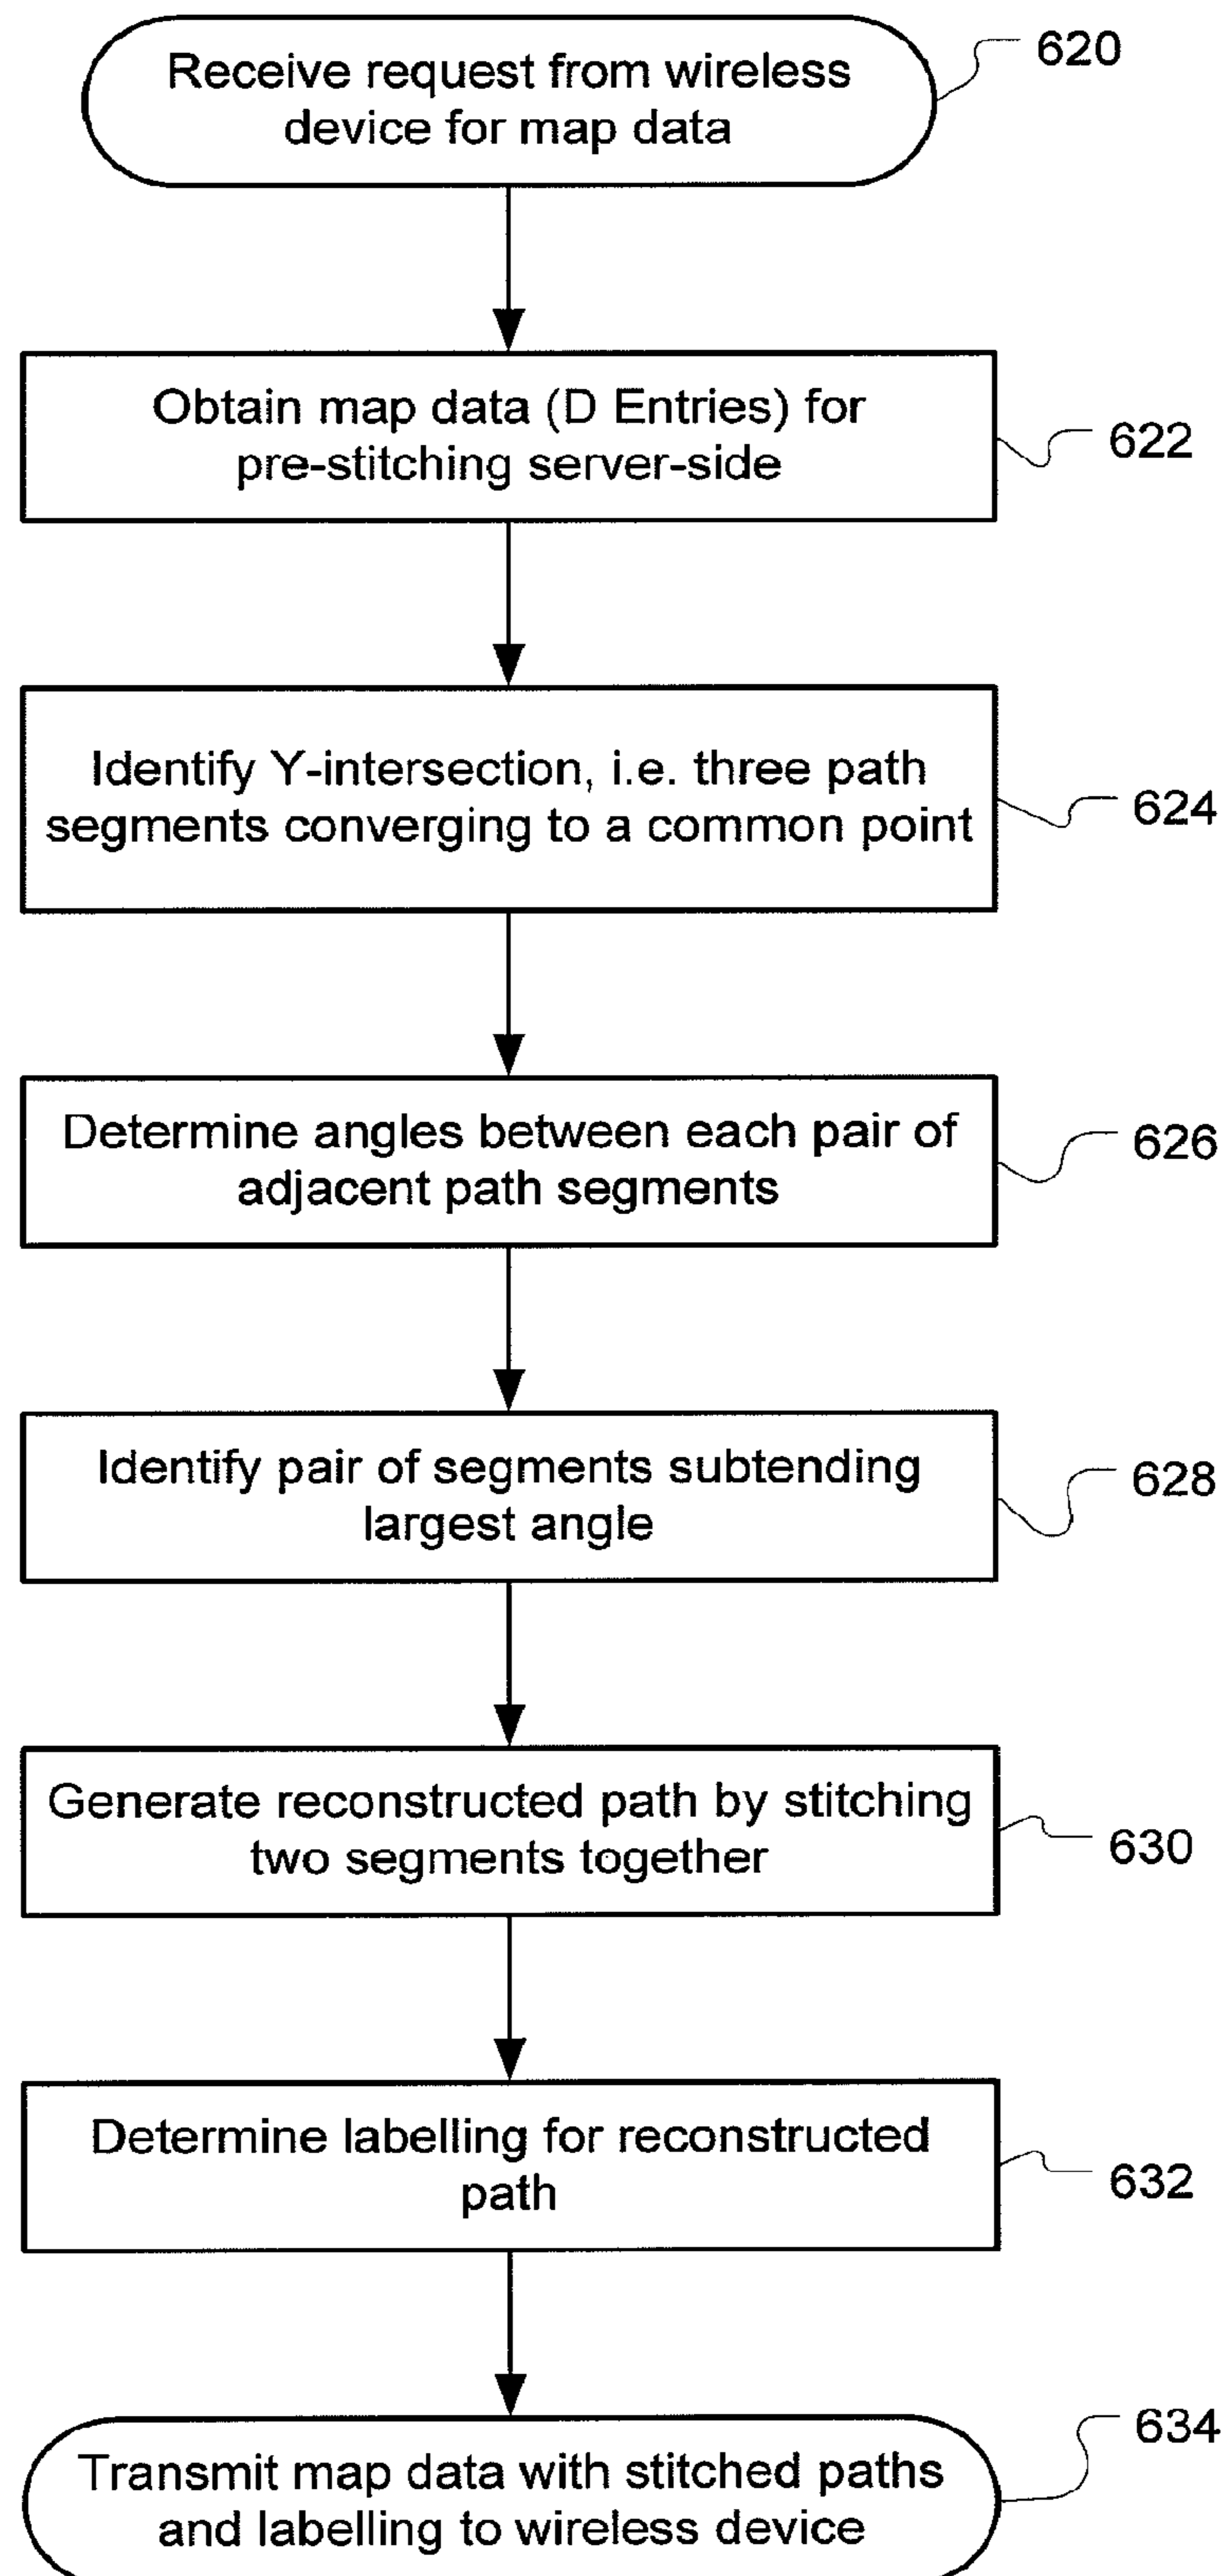 Receive request from wireless
device for map data
620
Obtain map data (D Entries) for
pre-stitching server-side
622
Identify Y-intersection, i.e. three path
segments converging to a common point
624
Determine angles between each pair of
adjacent path segments
626
Identify pair of segments subtending
largest angle
628
Generate reconstructed path by stitching
two segments together
630
Determine labelling for reconstructed
path
632
Transmit map data with stitched paths
and labelling to wireless device
634